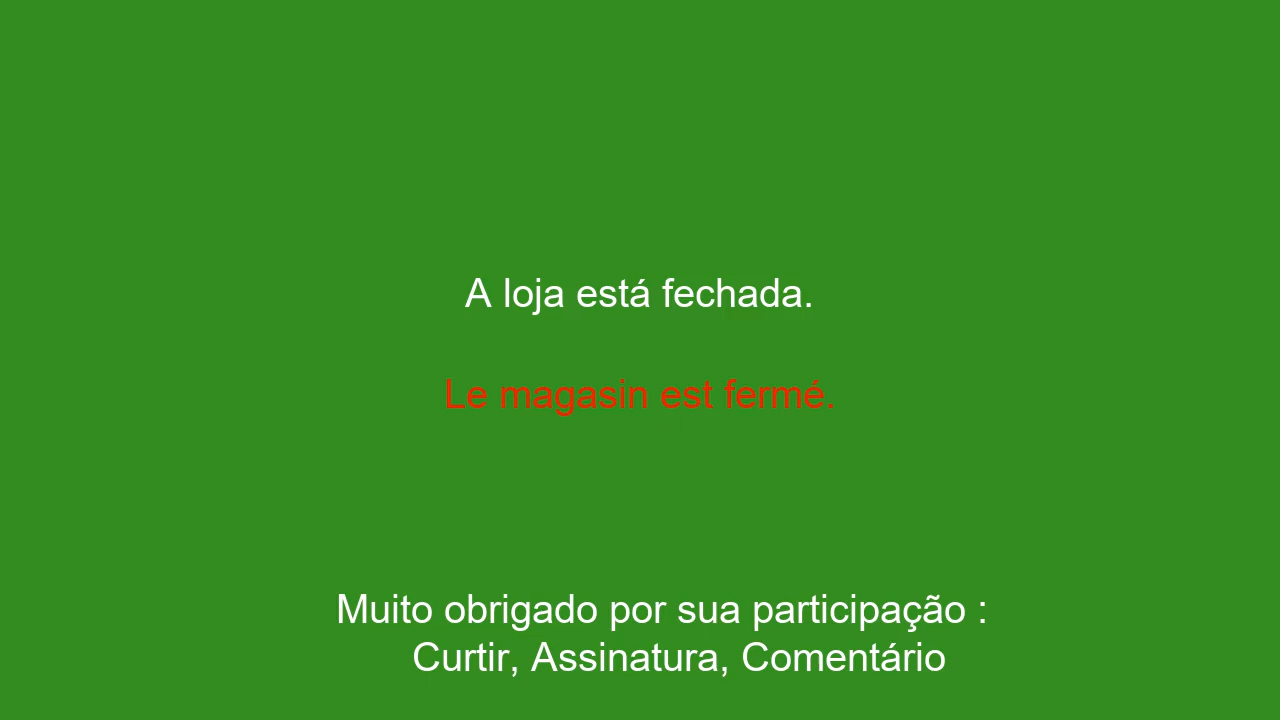 A loja está fechada.
Le magasin est fermé.
Muito obrigado por sua participação :
Curtir, Assinatura, Comentário